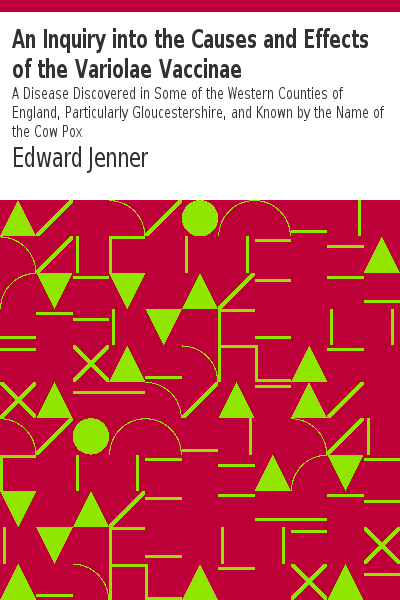 An Inquiry into the Causes and Effects
of the Variolae Vaccinae
A Disease Discovered in Some of the Western Counties of
England, Particularly Gloucestershire, and Known by the Name of
the Cow Pox
Edward Jenner